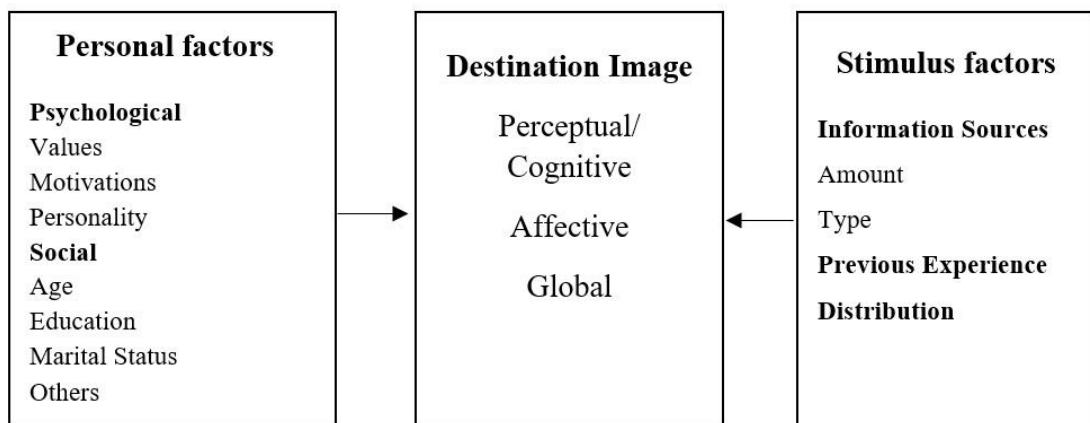 Personal factors
Psychological
Values
Motivations
Personality
Social
Age
Education
Marital Status
Others
Destination Image
Perceptual/
Cognitive
Affective
Global
Stimulus factors
Information Sources
Amount
Type
Previous Experience
Distribution